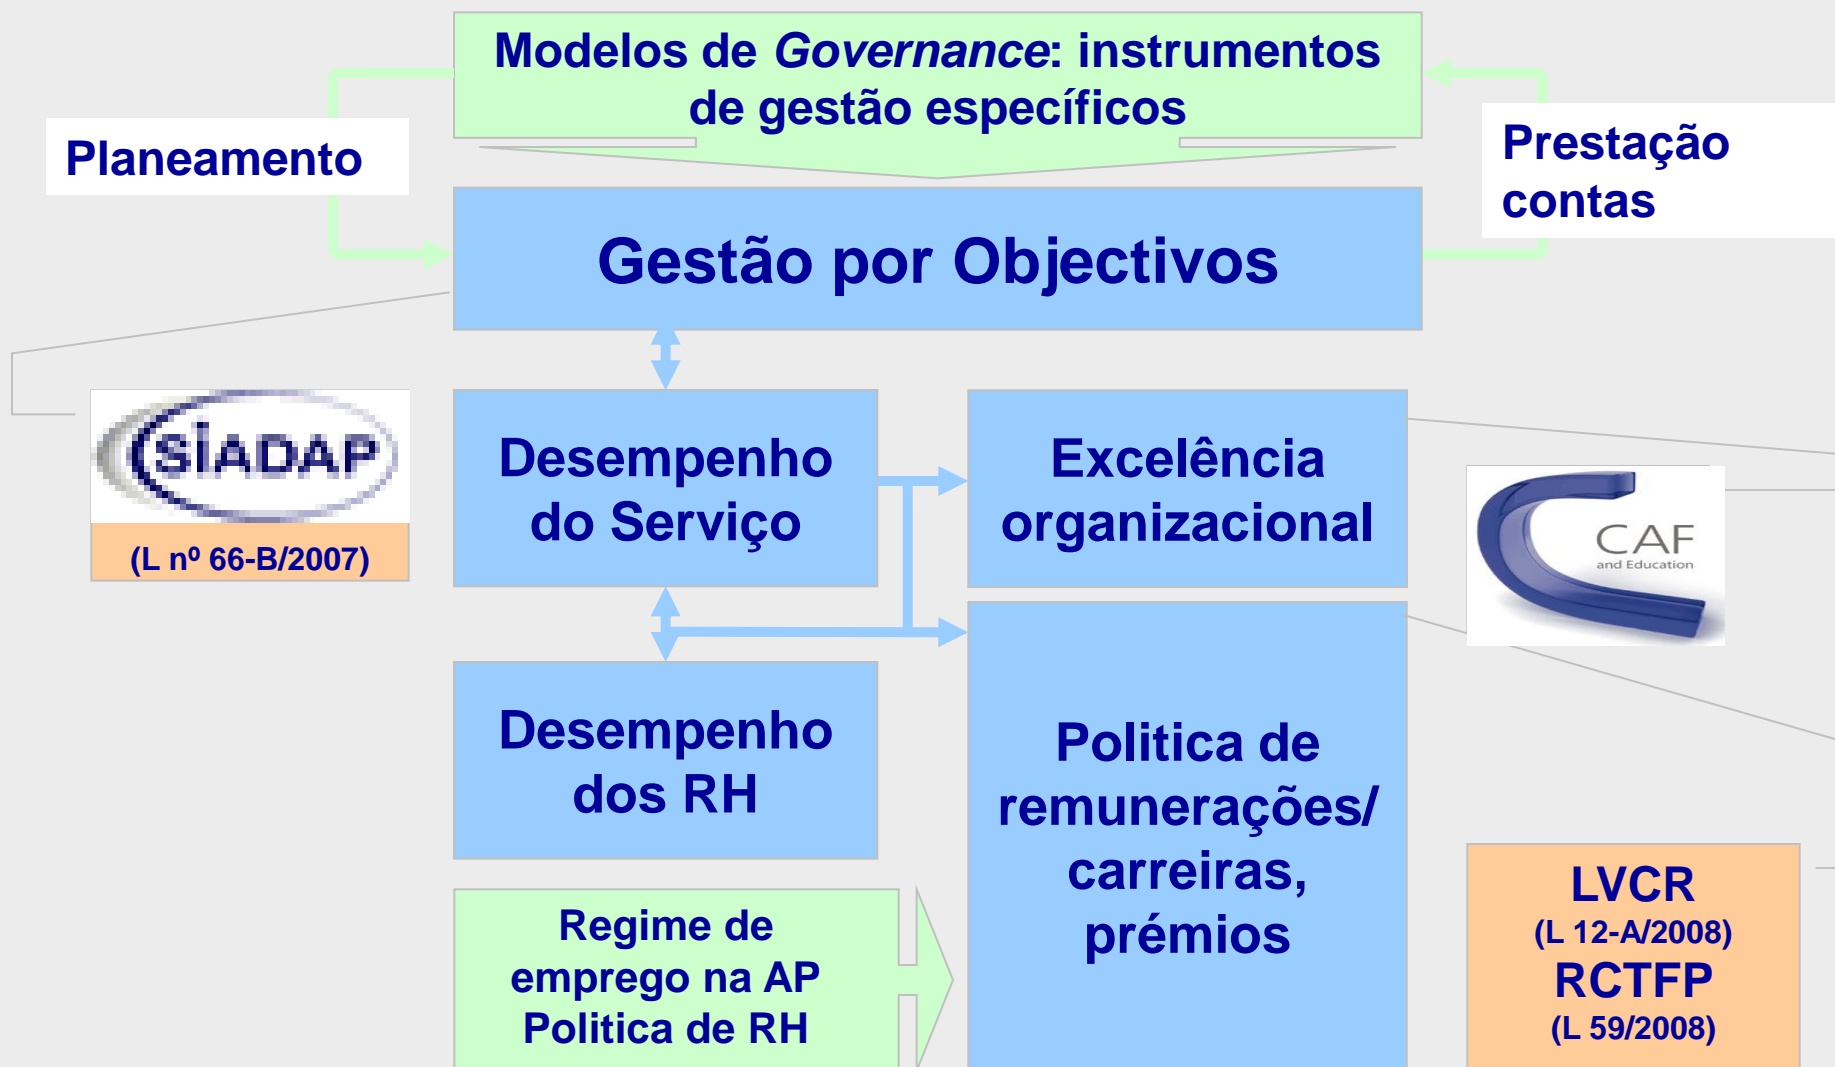 Modelos de Governance: instrumentos
de gestão específicos
Planeamento
Prestação
contas
Gestão por Objectivos
SIADAP
(L nº 66-B/2007)
Desempenho
do Serviço
Excelência
organizacional
CAF
and Education
Desempenho
dos RH
Politica de
remunerações/
carreiras,
prémios
Regime de
emprego na AP
Politica de RH
LVCR
(L 12-A/2008)
RCTFP
(L 59/2008)